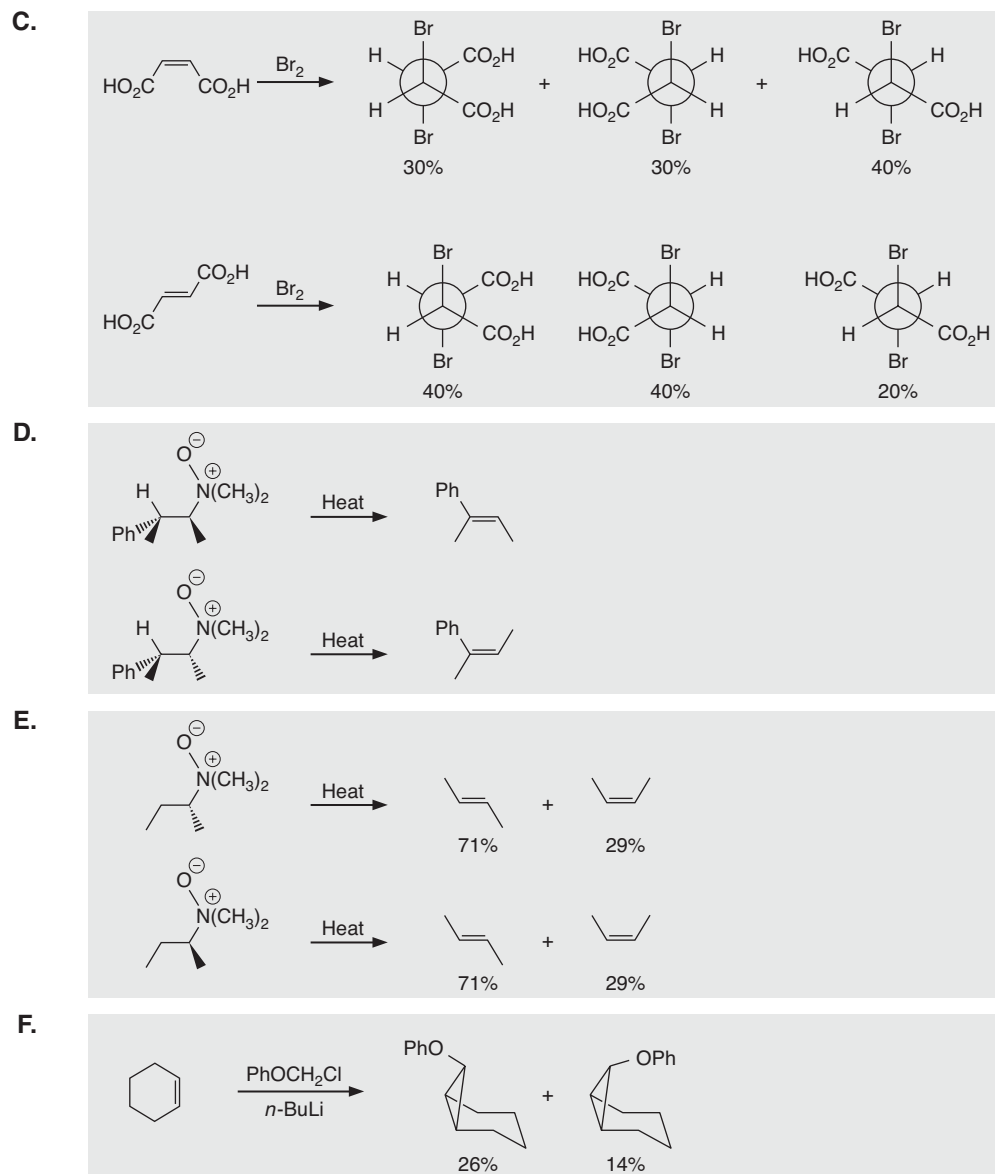 C.
HO2C CO2H Br2 Br H CO2H H CO2H Br 30% + Br HO2C H HO2C H Br 30% + Br HO2C H H CO2H Br 40%
CO2H HO2C Br2 Br H CO2H H CO2H Br 40% Br HO2C H HO2C H Br 40% Br HO2C H H CO2H Br 20%
D.
O − + N(CH3)2 H Ph Heat Ph
O − + N(CH3)2 H Ph Heat Ph
E.
O − + N(CH3)2 Heat 71% + 29%
O − + N(CH3)2 Heat 71% + 29%
F.
PhOCH2Cl n-BuLi PhO 26% + OPh 14%